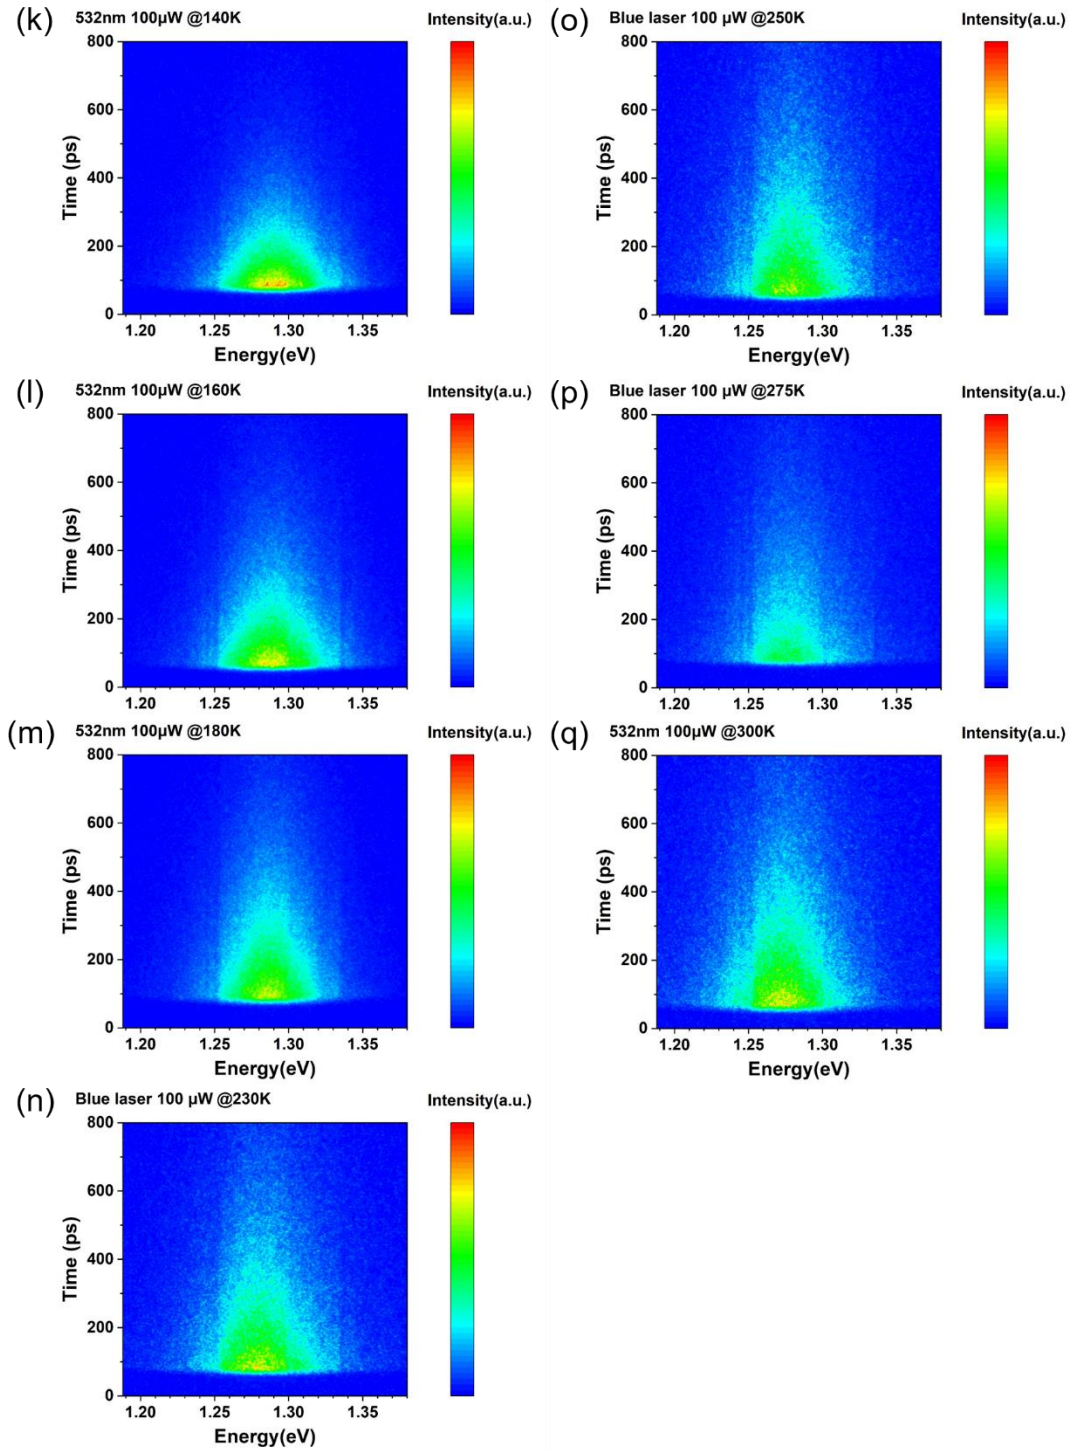 (k) 532nm 100μW @140K Intensity(a.u.)
800
600
400
200
0
Time (ps)
1.20 1.25 1.30 1.35
Energy(eV)
(o) Blue laser 100 μW @250K Intensity(a.u.)
800
600
400
200
0
Time (ps)
1.20 1.25 1.30 1.35
Energy(eV)
(l) 532nm 100μW @160K Intensity(a.u.)
800
600
400
200
0
Time (ps)
1.20 1.25 1.30 1.35
Energy(eV)
(p) Blue laser 100 μW @275K Intensity(a.u.)
800
600
400
200
0
Time (ps)
1.20 1.25 1.30 1.35
Energy(eV)
(m) 532nm 100μW @180K Intensity(a.u.)
800
600
400
200
0
Time (ps)
1.20 1.25 1.30 1.35
Energy(eV)
(q) 532nm 100μW @300K Intensity(a.u.)
800
600
400
200
0
Time (ps)
1.20 1.25 1.30 1.35
Energy(eV)
(n) Blue laser 100 μW @230K Intensity(a.u.)
800
600
400
200
0
Time (ps)
1.20 1.25 1.30 1.35
Energy(eV)